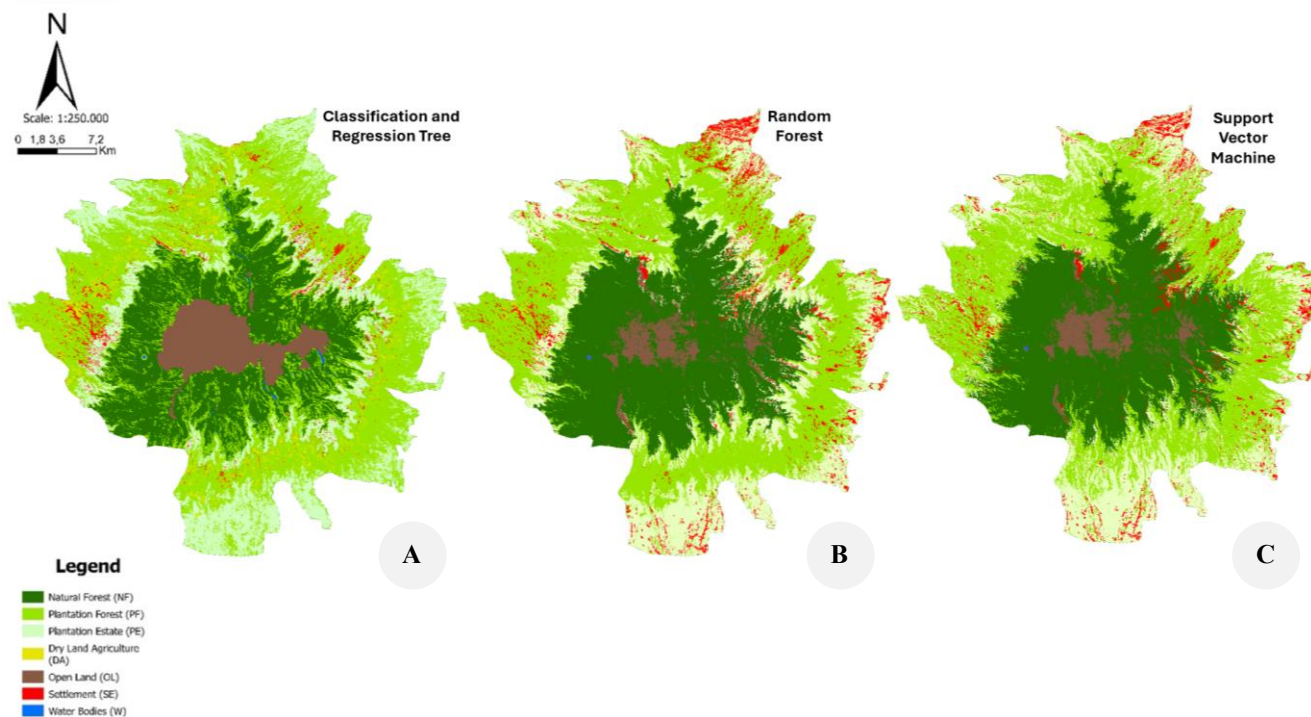 N
Scale: 1:250.000
0 1,8 3,6 7,2
Km
Classification and
Regression Tree
Random
Forest
Support
Vector
Machine
A
B
C
Legend
Natural Forest (NF)
Plantation Forest (PF)
Plantation Estate (PE)
Dry Land Agriculture
(DA)
Open Land (OL)
Settlement (SE)
Water Bodies (W)